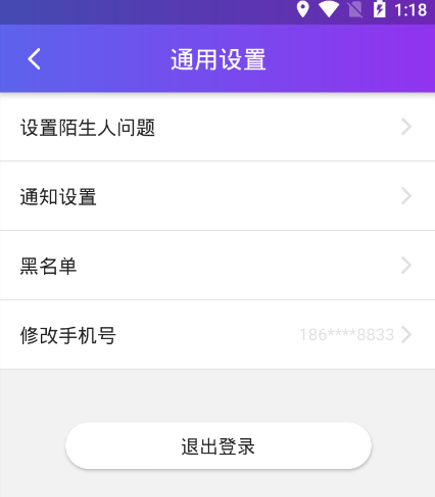 1:18
通用设置
设置陌生人问题
通知设置
黑名单
修改手机号 186****8833
退出登录